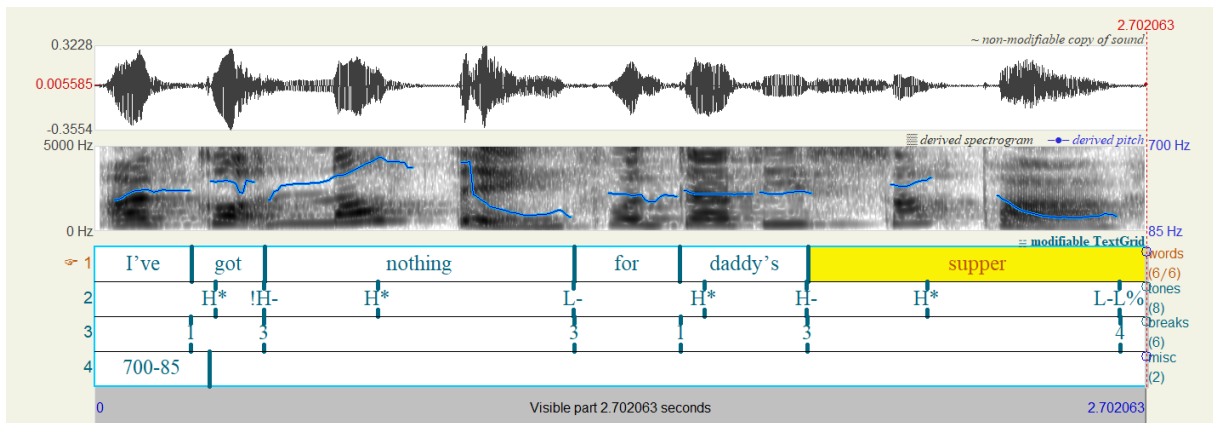 2.702063
~ non-modifiable copy of sound
0.3228
0.005585
-0.3554
5000 Hz
derived spectrogram derived pitch
700 Hz
0 Hz
85 Hz
modifiable TextGrid
1 I've got nothing for daddy's supper words (6/6)
2 H* !H- H* L- H* H- H* L-L% tones (8)
3 1 3 3 1 3 4 breaks (6)
4 700-85 misc (2)
0 Visible part 2.702063 seconds 2.702063